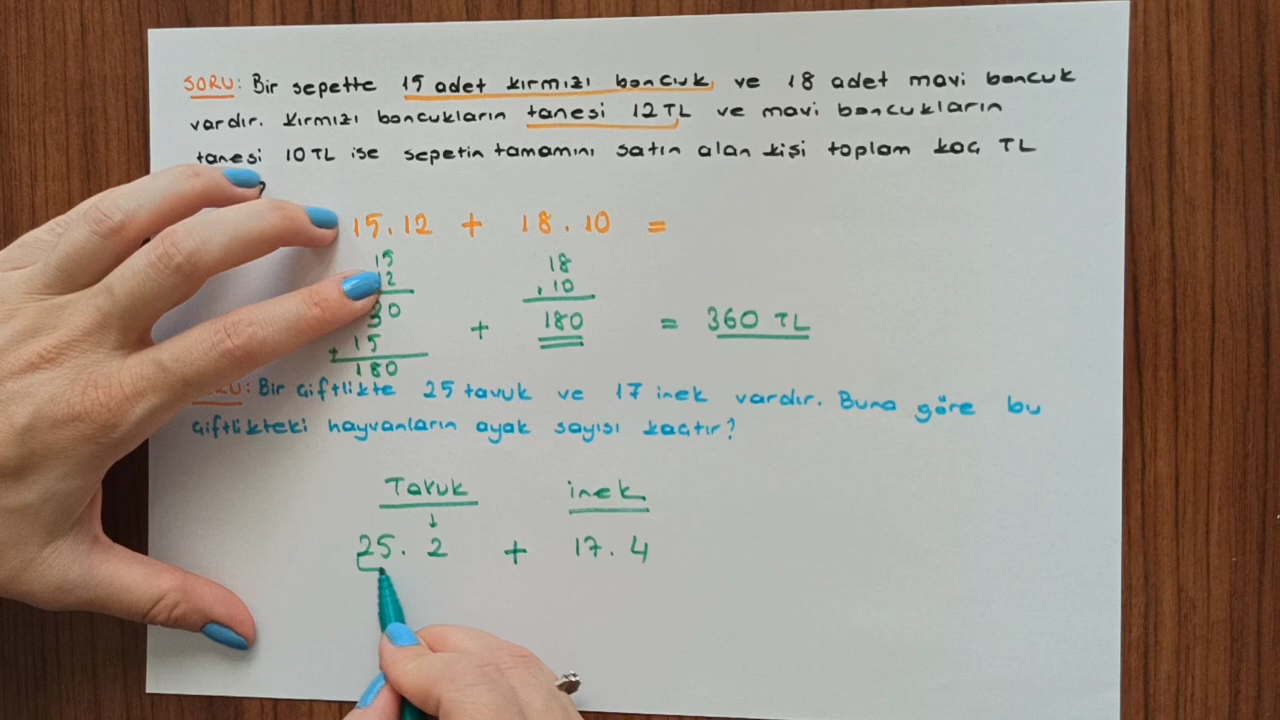 SORU: Bir sepette 15 adet kırmızı boncuk ve 18 adet mavi boncuk
vardır. Kırmızı boncukların tanesi 12 TL ve mavi boncukların
tanesi 10 TL ise sepetin tamamını satın alan kişi toplam kaç TL
15.12 + 18.10 =
15 18
2 .10
30 180
+ = 360 TL
+ 15
180
: Bir çiftlikte 25 tavuk ve 17 inek vardır. Buna göre bu
çiftlikteki hayvanların ayak sayısı kaçtır?
Tavuk inek
↓
25. 2 + 17. 4